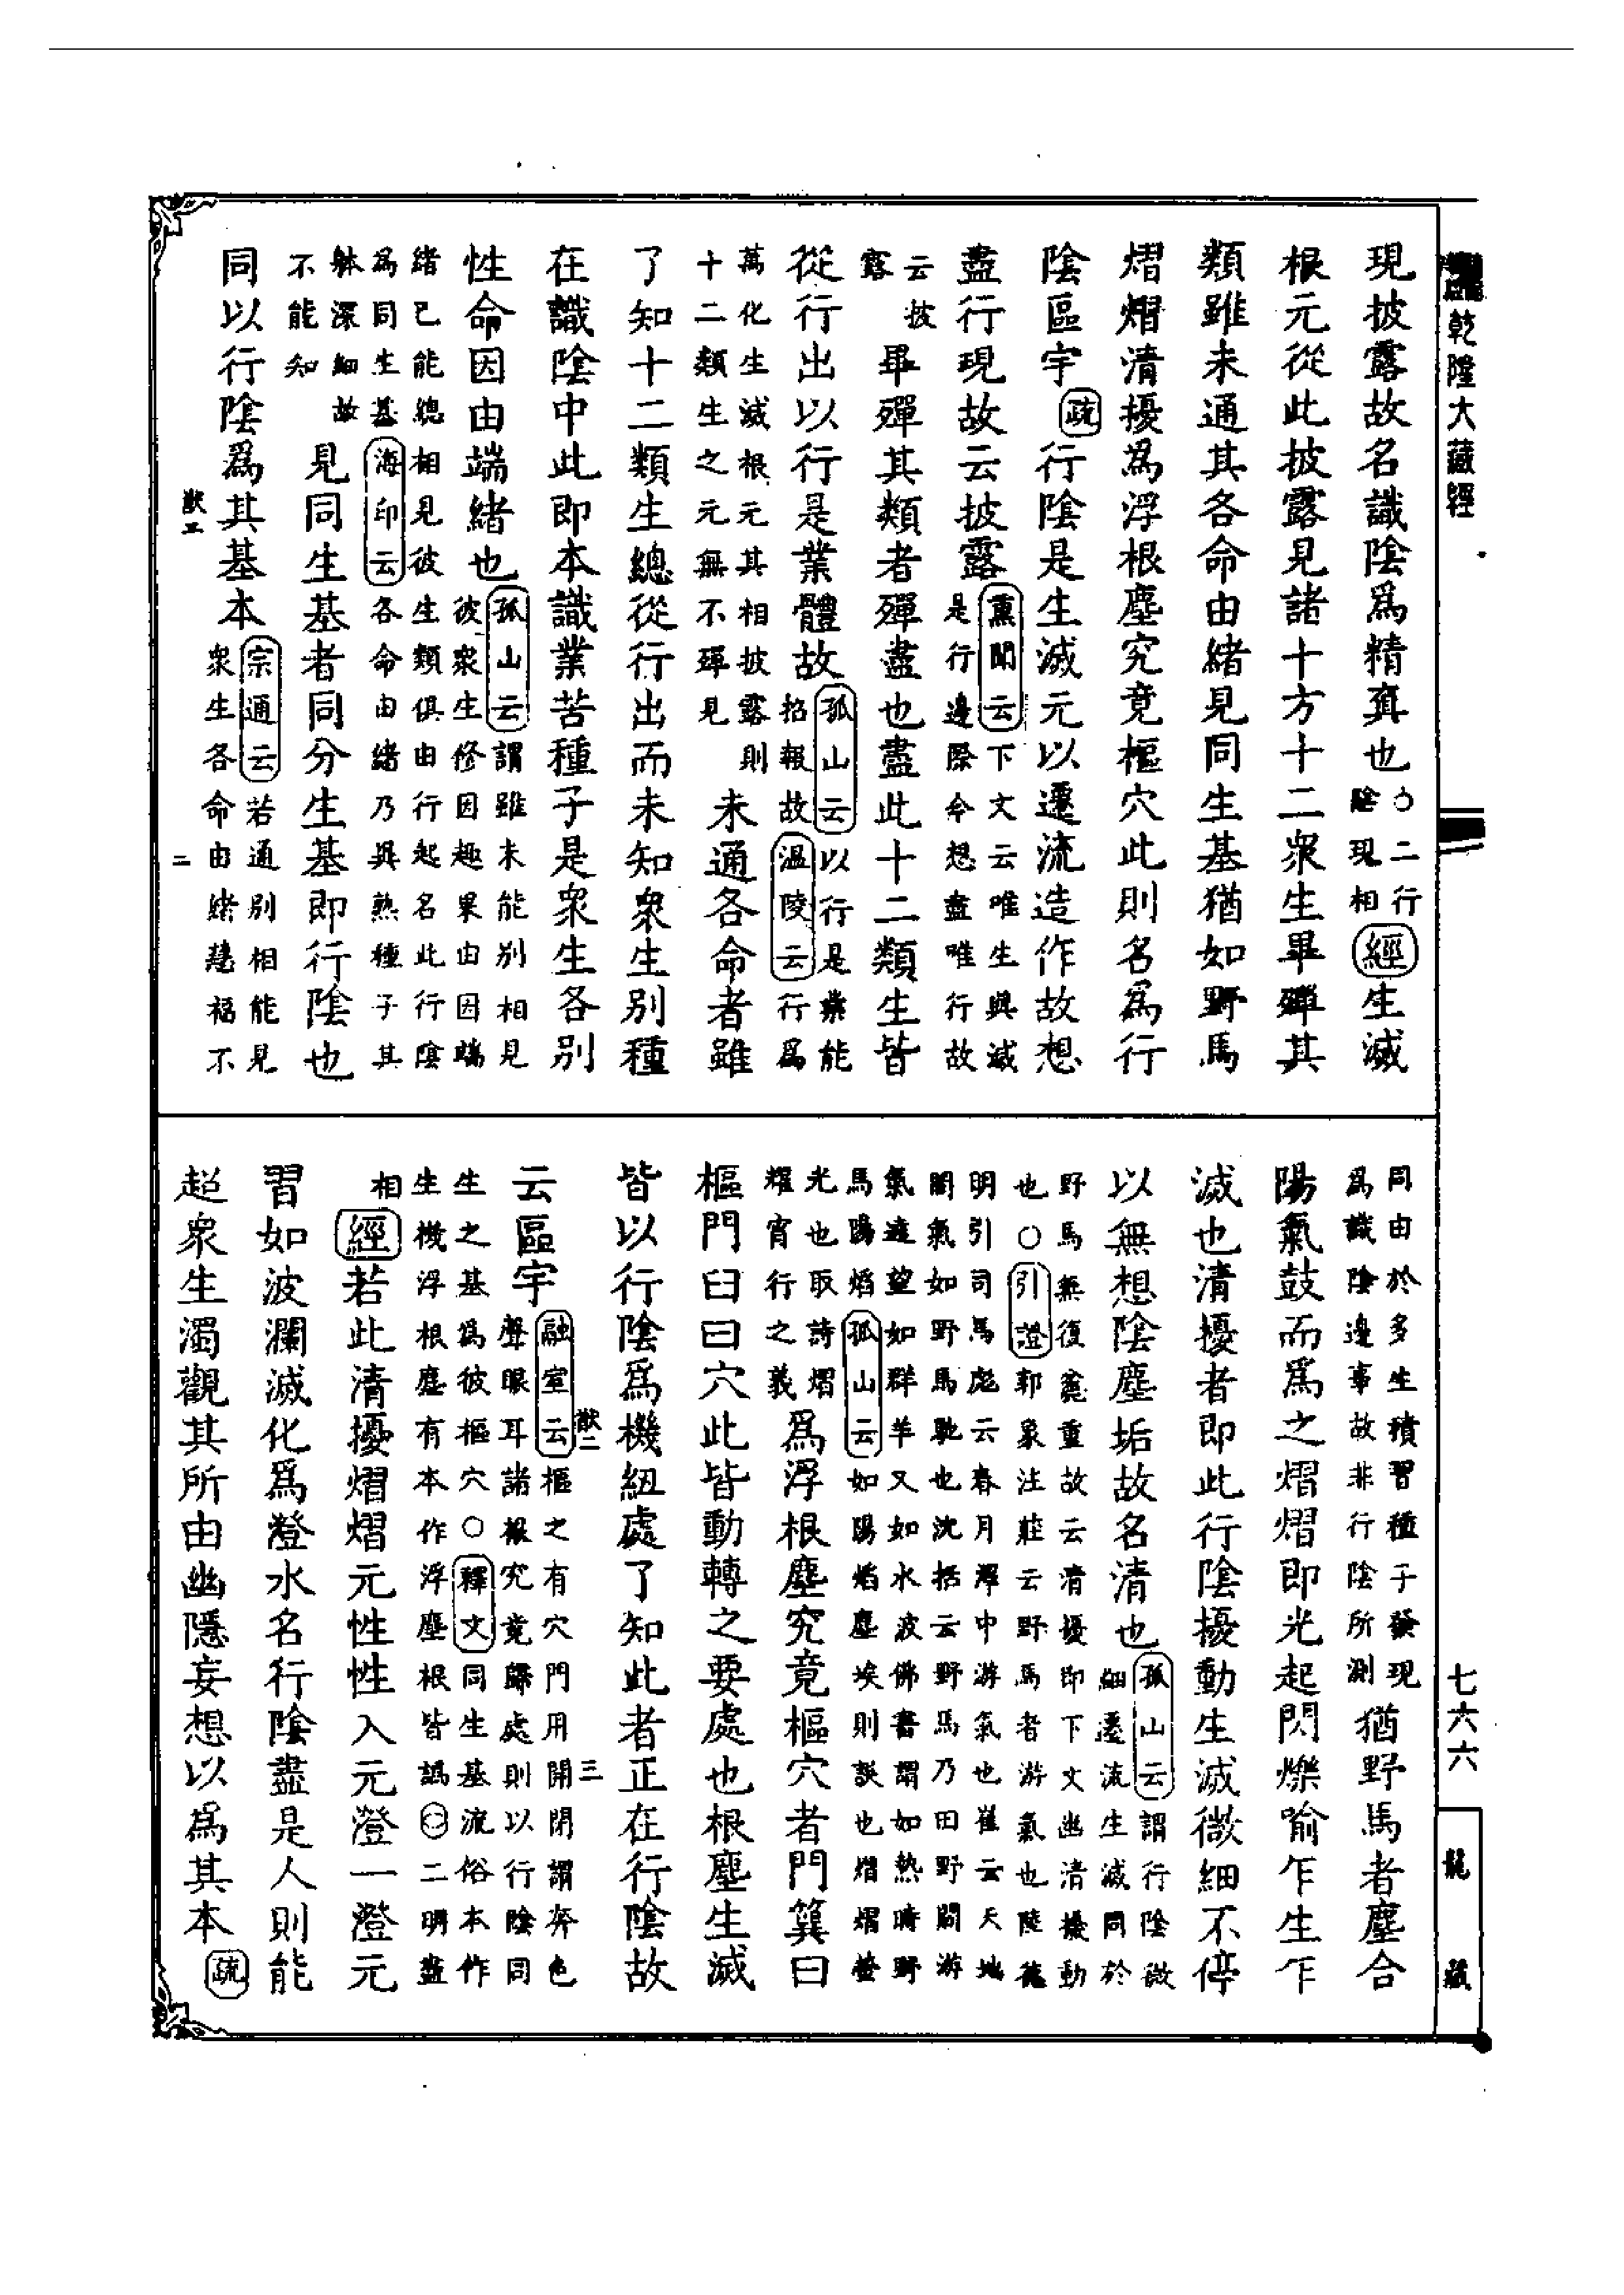 乾隆大藏經
現披露故名識陰爲精真也○二行陰現相經生滅
根元從此披露見諸十方十二衆生畢殫其
類雖未通其各命由緒見同生基猶如野馬
熠熠清擾爲浮根塵究竟樞穴此則名爲行
陰區宇疏行陰是生滅元以遷流造作故想
盡行現故云披露熏聞云下文云唯生與滅是行邊際今想盡唯行故
云披露畢殫其類者殫盡也盡此十二類生皆
從行出以行是業體故孤山云以行是業能招報故溫陵云行爲
萬化生滅根元其相披露則十二類生之元無不殫見未通各命者雖
了知十二類生總從行出而未知衆生別種
在識陰中此即本識業苦種子是衆生各別
性命因由端緒也孤山云謂雖未能別相見彼衆生修因趣果由因端
緒已能總相見彼生類俱由行起名此行陰爲同生基海印云各命由緒乃異熟種子其
躰深細故不能知見同生基者同分生基即行陰也
同以行陰爲其基本宗通云若通別相能見衆生各命由緒慧福不
獸二
二
同由於多生積習種子發現爲識陰邊事故非行陰所測猶野馬者塵合
陽氣鼓而爲之熠熠即光起閃爍喻乍生乍
滅也清擾者即此行陰擾動生滅微細不停
以無想陰塵垢故名清也孤山云謂行陰微細遷流生滅同於
野馬無復麄重故云清擾即下文幽清擾動也○引證郭象注莊云野馬者游氣也陸德
明引司馬彪云春月澤中游氣也崔云天地間氣如野馬馳也沈括云野馬乃田野間游
氣遠望如群羊又如水波佛書謂如熱時野馬陽焰孤山云如陽焰塵埃則誤也熠熠螢
光也取詩熠耀宵行之義爲浮根塵究竟樞穴者門簨曰
樞門臼曰穴此皆動轉之要處也根塵生滅
皆以行陰爲機紐處了知此者正在行陰故
獸二
三
云區宇融室云樞之有穴門用開閉謂奔色聲眼耳諸根究竟歸處則以行陰同
生之基爲彼樞穴○釋文同生基流俗本作生機浮根塵有本作浮塵根皆譌㊁二明盡
相經若此清擾熠熠元性性入元澄一澄元
習如波瀾滅化爲澄水名行陰盡是人則能
超衆生濁觀其所由幽隱妄想以爲其本疏
七六六
龍藏